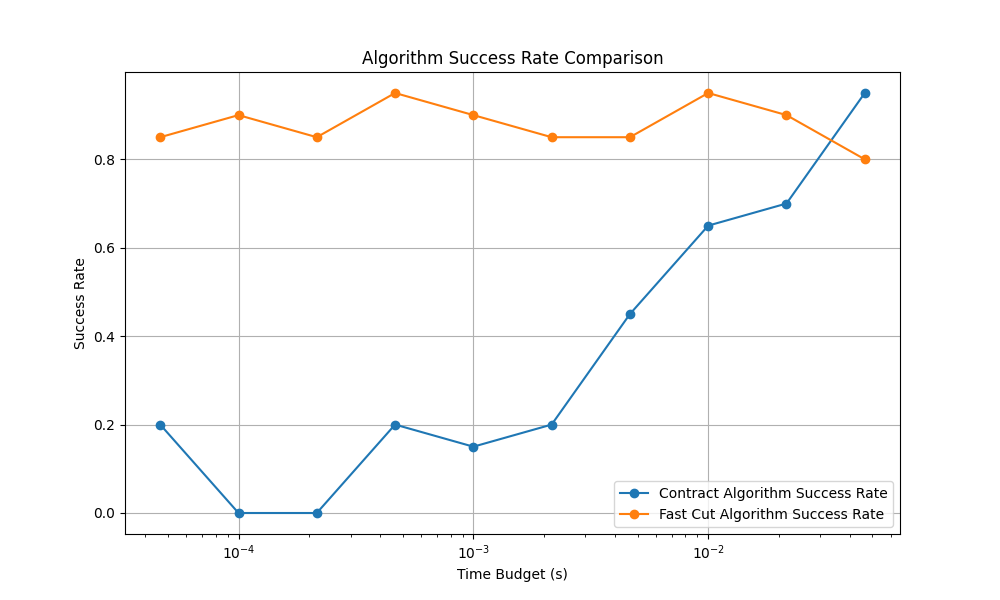 Algorithm Success Rate Comparison
Success Rate
0.8
0.6
0.4
0.2
0.0
10⁻⁴
10⁻³
10⁻²
Time Budget (s)
Contract Algorithm Success Rate
Fast Cut Algorithm Success Rate